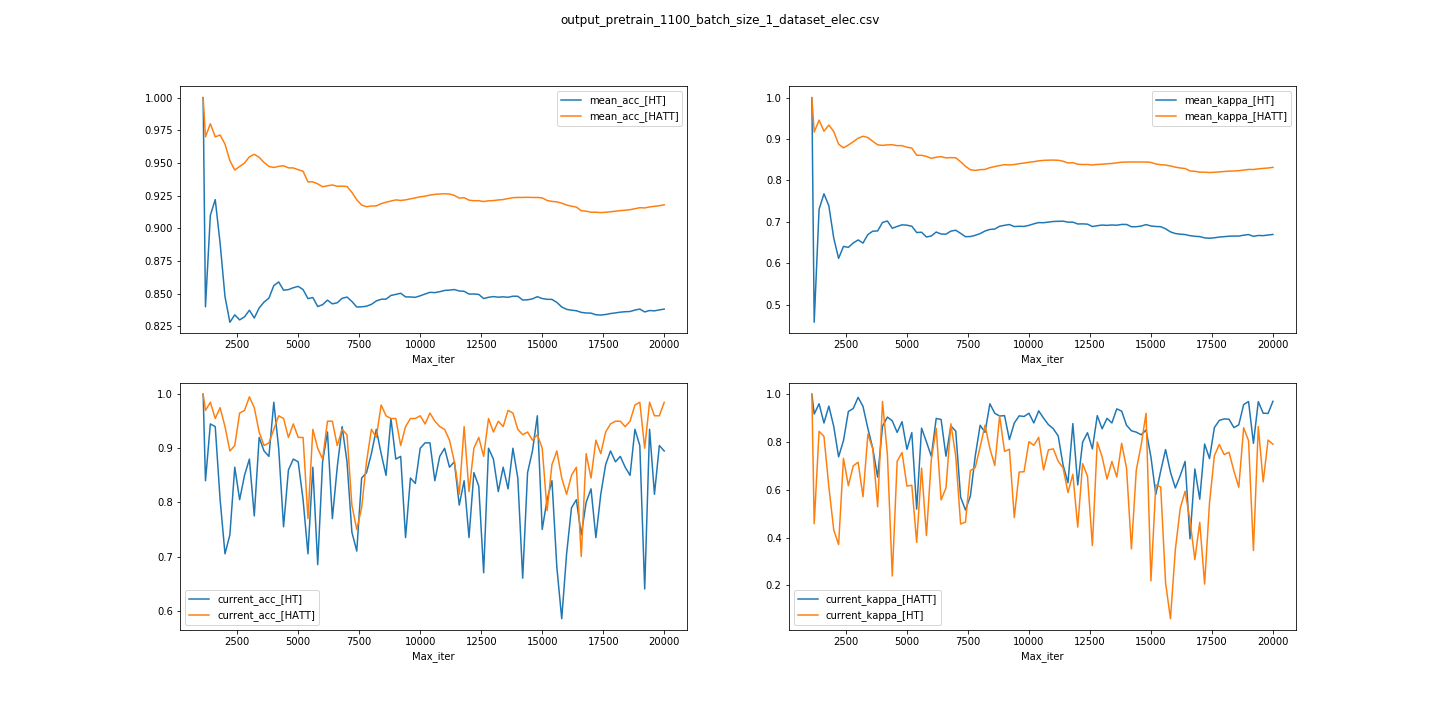 output_pretrain_1100_batch_size_1_dataset_elec.csv
1.000
0.975
0.950
0.925
0.900
0.875
0.850
0.825
mean_acc_[HT]
mean_acc_[HATT]
2500 5000 7500 10000 12500 15000 17500 20000
Max_iter
1.0
0.9
0.8
0.7
0.6
0.5
mean_kappa_[HT]
mean_kappa_[HATT]
2500 5000 7500 10000 12500 15000 17500 20000
Max_iter
1.0
0.9
0.8
0.7
0.6
current_acc_[HT]
current_acc_[HATT]
2500 5000 7500 10000 12500 15000 17500 20000
Max_iter
1.0
0.8
0.6
0.4
0.2
current_kappa_[HATT]
current_kappa_[HT]
2500 5000 7500 10000 12500 15000 17500 20000
Max_iter